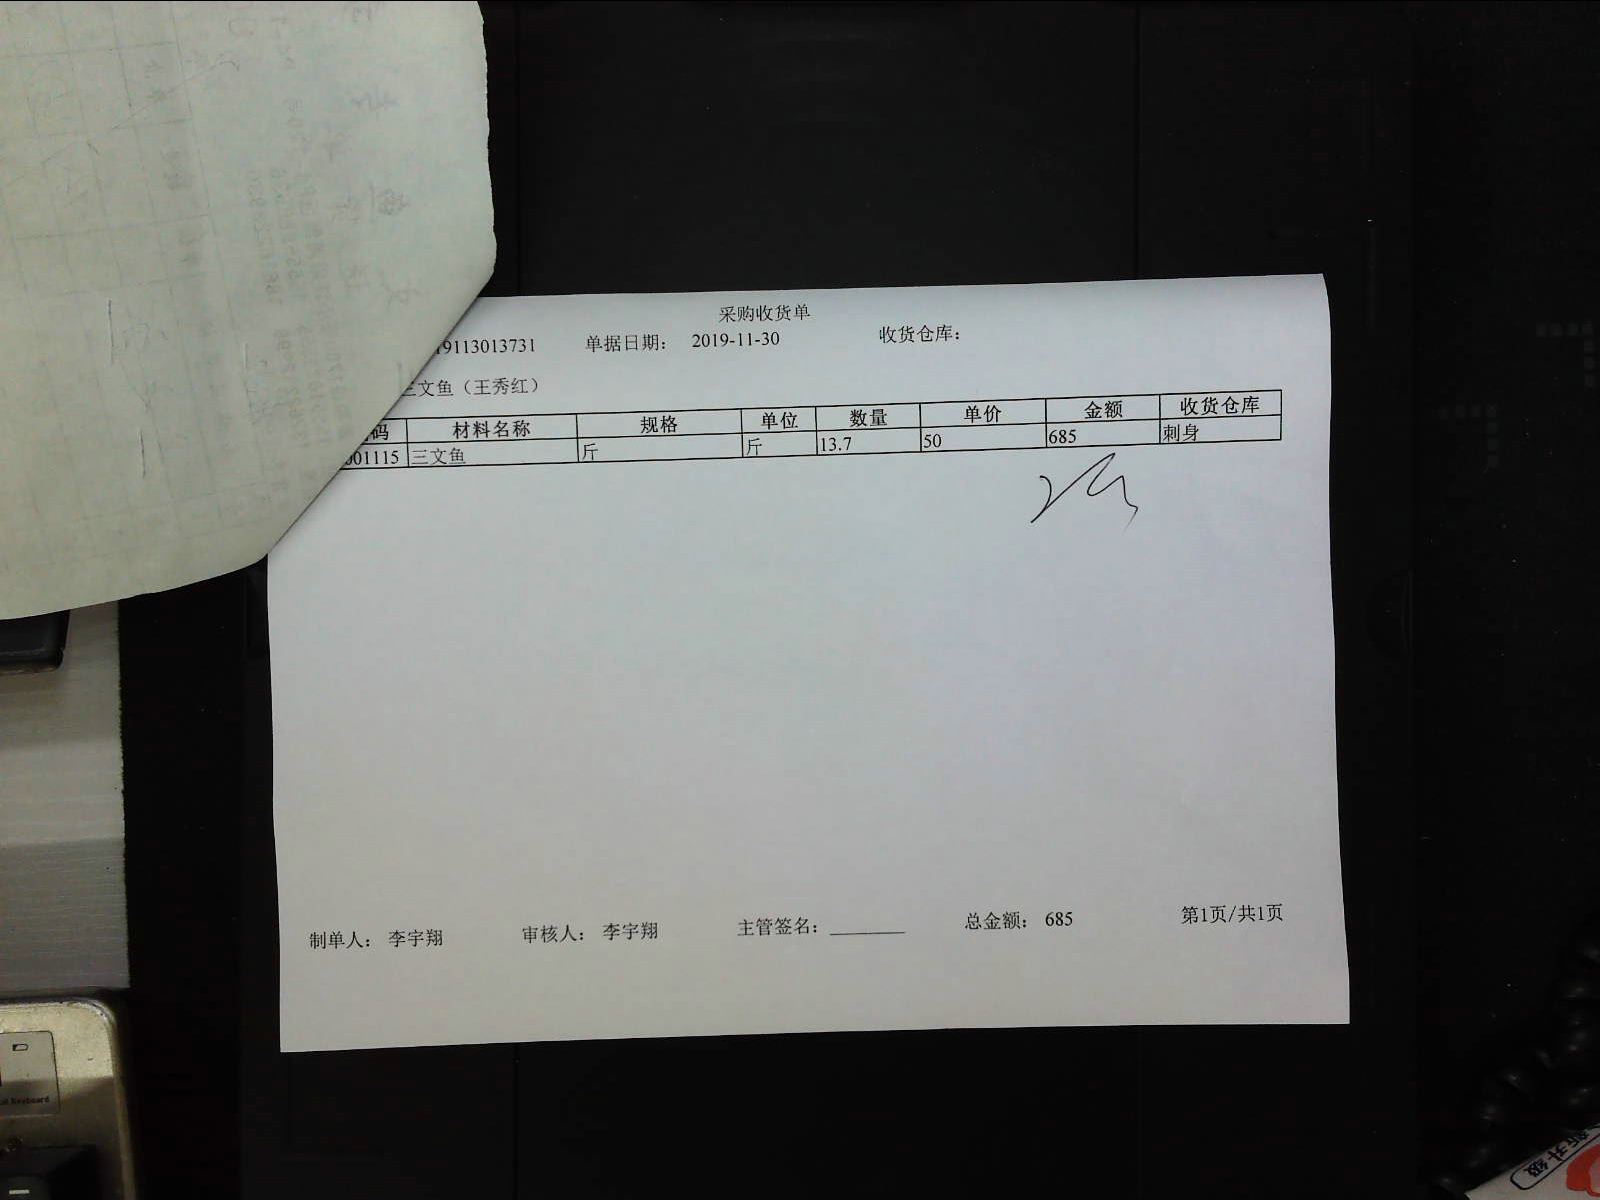 采购收货单
19113013731 单据日期: 2019-11-30 收货仓库:
三文鱼（王秀红）
码 材料名称 规格 单位 数量 单价 金额 收货仓库
001115 三文鱼 斤 斤 13.7 50 685 刺身
制单人: 李宇翔 审核人: 李宇翔 主管签名: 总金额: 685 第1页/共1页
新升级